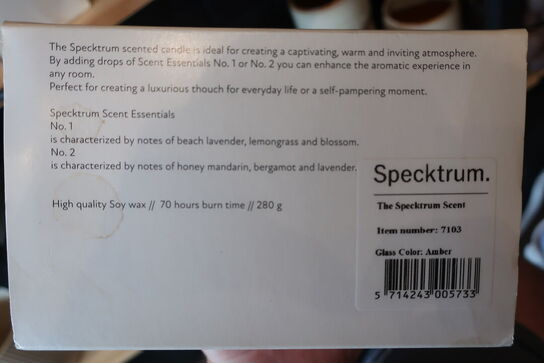 The Specktrum scented candle is ideal for creating a captivating, warm and inviting atmosphere.
By adding drops of Scent Essentials No. 1 or No. 2 you can enhance the aromatic experience in
any room.
Perfect for creating a luxurious thouch for everyday life or a self-pampering moment.
Specktrum Scent Essentials
No. 1
is characterized by notes of beach lavender, lemongrass and blossom.
No. 2
is characterized by notes of honey mandarin, bergamot and lavender.
High quality Soy wax // 70 hours burn time // 280 g
Specktrum.
The Specktrum Scent
Item number: 7103
Glass Color: Amber
5 714243 005733